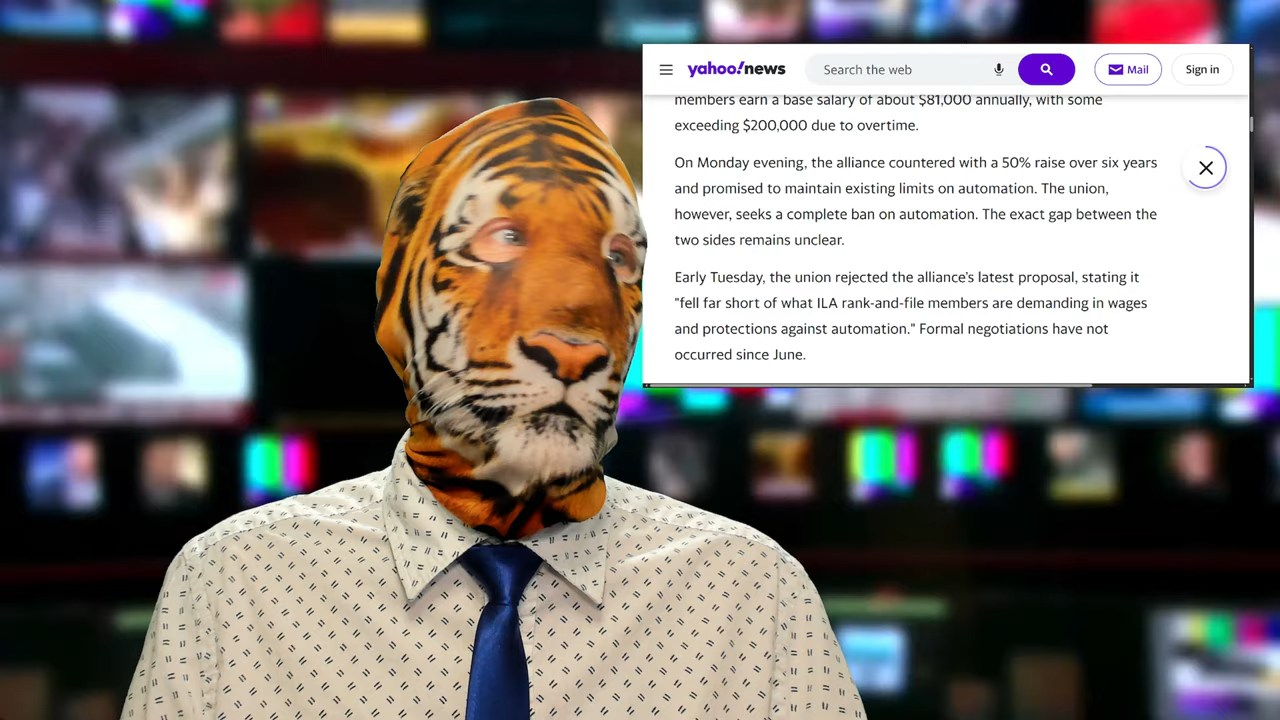 yahoo!news
Search the web
Mail
Sign in
members earn a base salary of about $81,000 annually, with some
exceeding $200,000 due to overtime.
On Monday evening, the alliance countered with a 50% raise over six years
and promised to maintain existing limits on automation. The union,
however, seeks a complete ban on automation. The exact gap between the
two sides remains unclear.
Early Tuesday, the union rejected the alliance's latest proposal, stating it
"fell far short of what ILA rank-and-file members are demanding in wages
and protections against automation." Formal negotiations have not
occurred since June.